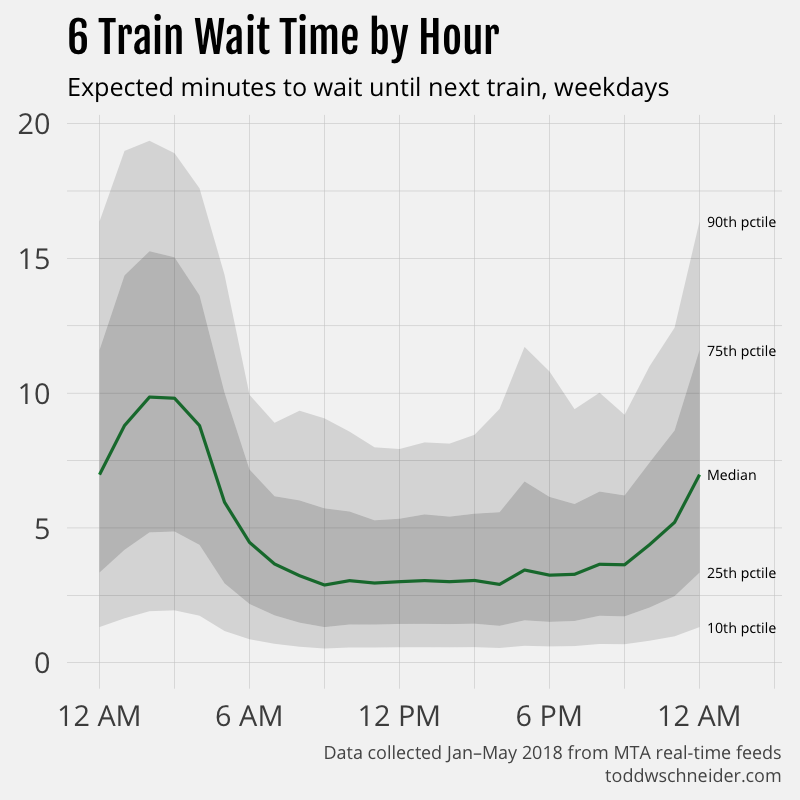 6 Train Wait Time by Hour
Expected minutes to wait until next train, weekdays
20
15
10
5
0
90th pctile
75th pctile
Median
25th pctile
10th pctile
12 AM 6 AM 12 PM 6 PM 12 AM
Data collected Jan–May 2018 from MTA real-time feeds
toddwschneider.com